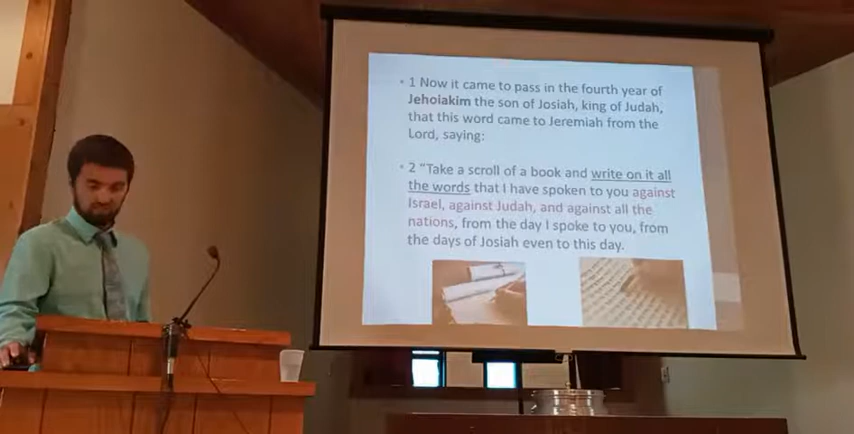 • 1 Now it came to pass in the fourth year of
Jehoiakim the son of Josiah, king of Judah,
that this word came to Jeremiah from the
Lord, saying:
• 2 “Take a scroll of a book and write on it all
the words that I have spoken to you against
Israel, against Judah, and against all the
nations, from the day I spoke to you, from
the days of Josiah even to this day.